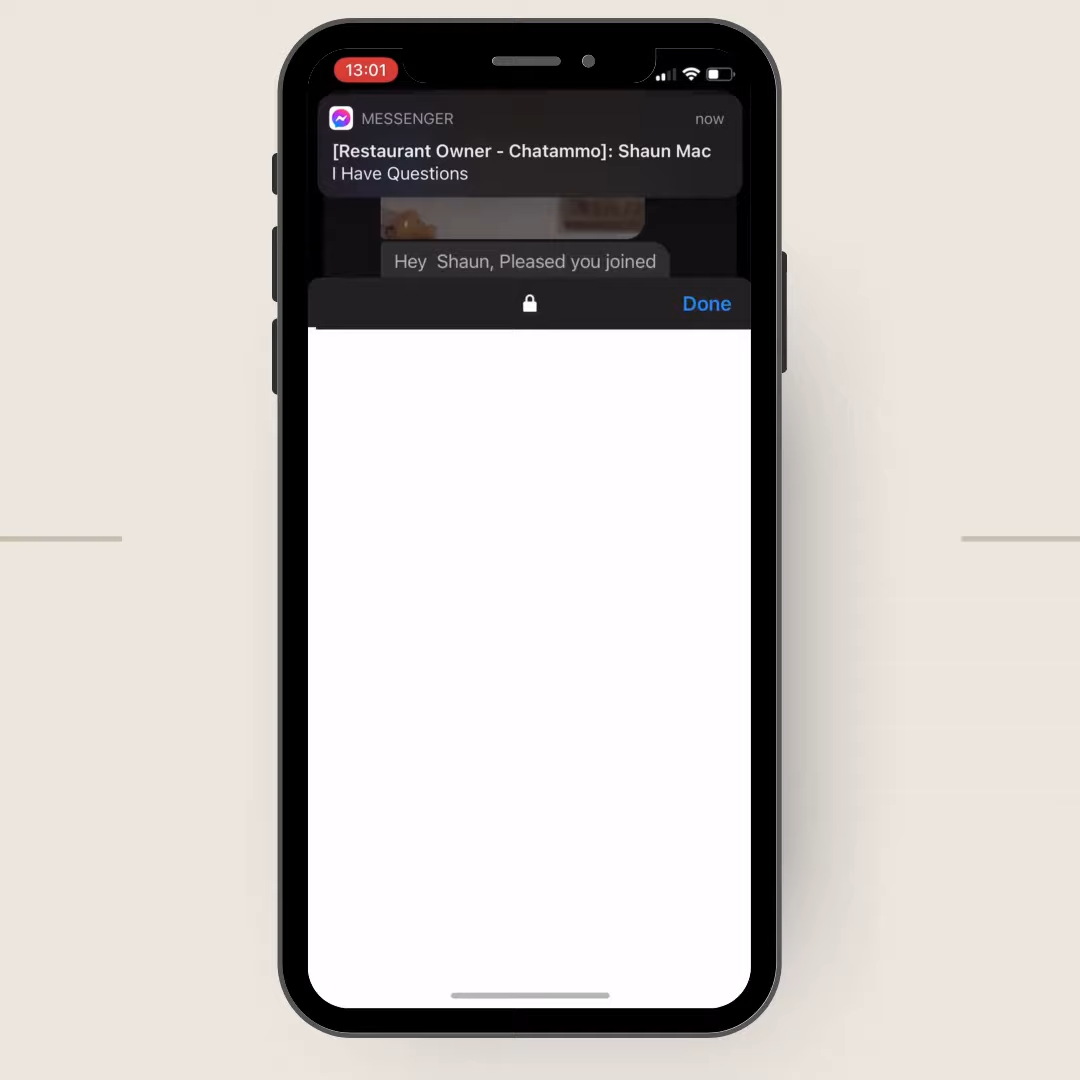 13:01
MESSENGER
now
[Restaurant Owner - Chatammo]: Shaun Mac
I Have Questions
Hey  Shaun, Pleased you joined
Done